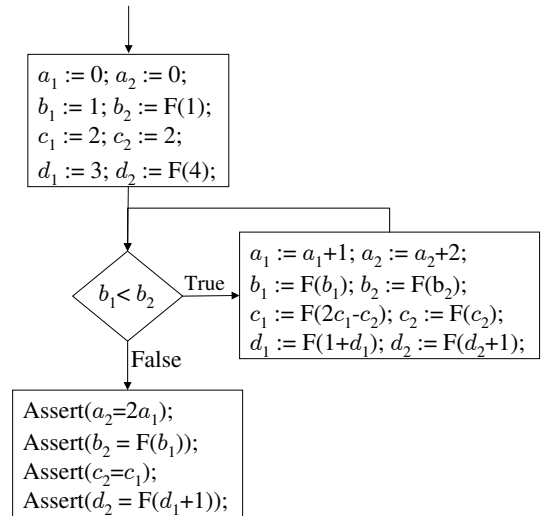 a₁ := 0; a₂ := 0;
b₁ := 1; b₂ := F(1);
c₁ := 2; c₂ := 2;
d₁ := 3; d₂ := F(4);
b₁< b₂
True
a₁ := a₁+1; a₂ := a₂+2;
b₁ := F(b₁); b₂ := F(b₂);
c₁ := F(2c₁-c₂); c₂ := F(c₂);
d₁ := F(1+d₁); d₂ := F(d₂+1);
False
Assert(a₂=2a₁);
Assert(b₂ = F(b₁));
Assert(c₂=c₁);
Assert(d₂ = F(d₁+1));